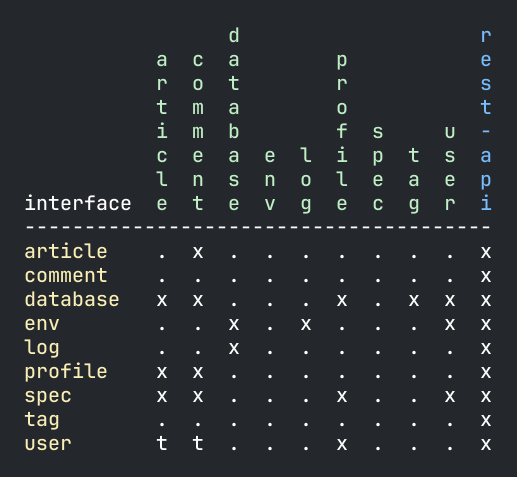 article
comment
database
env
log
profile
spec
tag
user
rest-api
interface
---------------------------------------
article . x . . . . . . . x
comment . . . . . . . . . x
database x x . . . x . x x x
env . . x . x . . . x x
log . . x . . . . . . x
profile x x . . . . . . . x
spec x x . . . x . . x x
tag . . . . . . . . . x
user t t . . . x . . . x